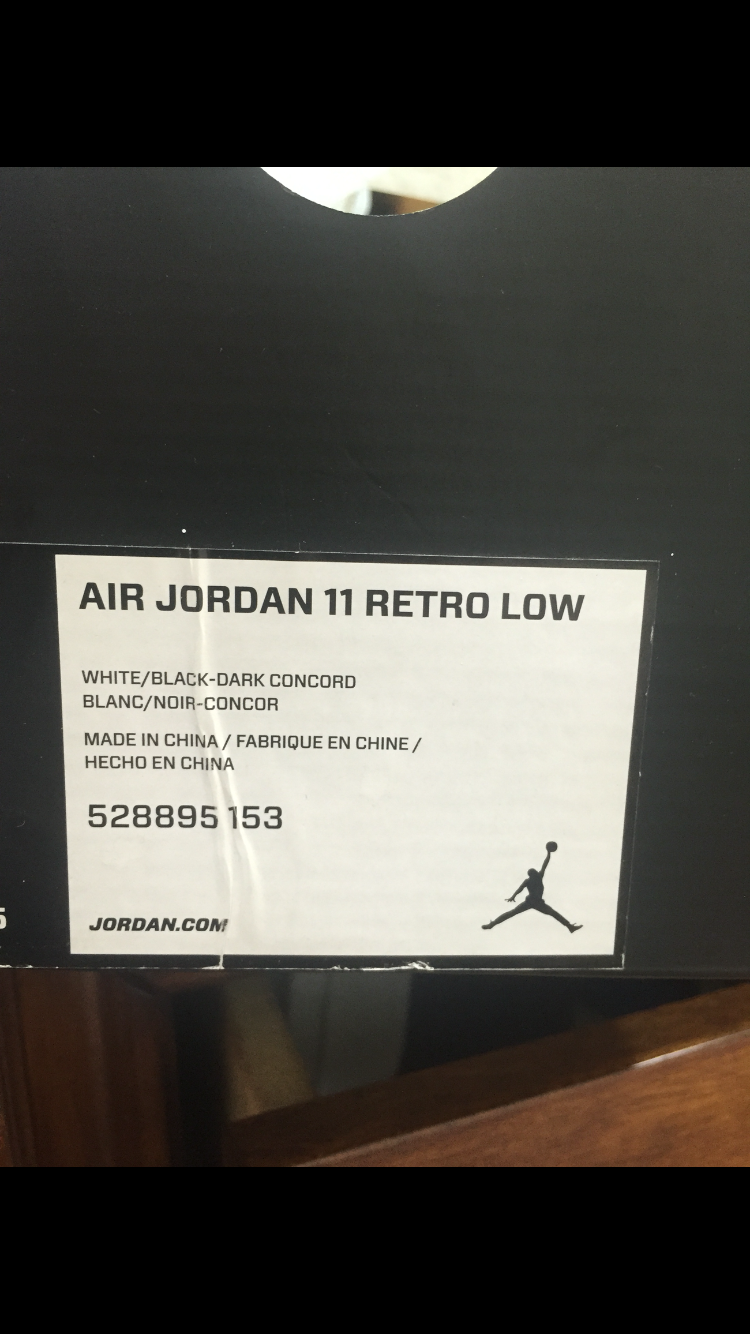 AIR JORDAN 11 RETRO LOW
WHITE/BLACK-DARK CONCORD
BLANC/NOIR-CONCOR
MADE IN CHINA / FABRIQUE EN CHINE /
HECHO EN CHINA
528895 153
JORDAN.COM